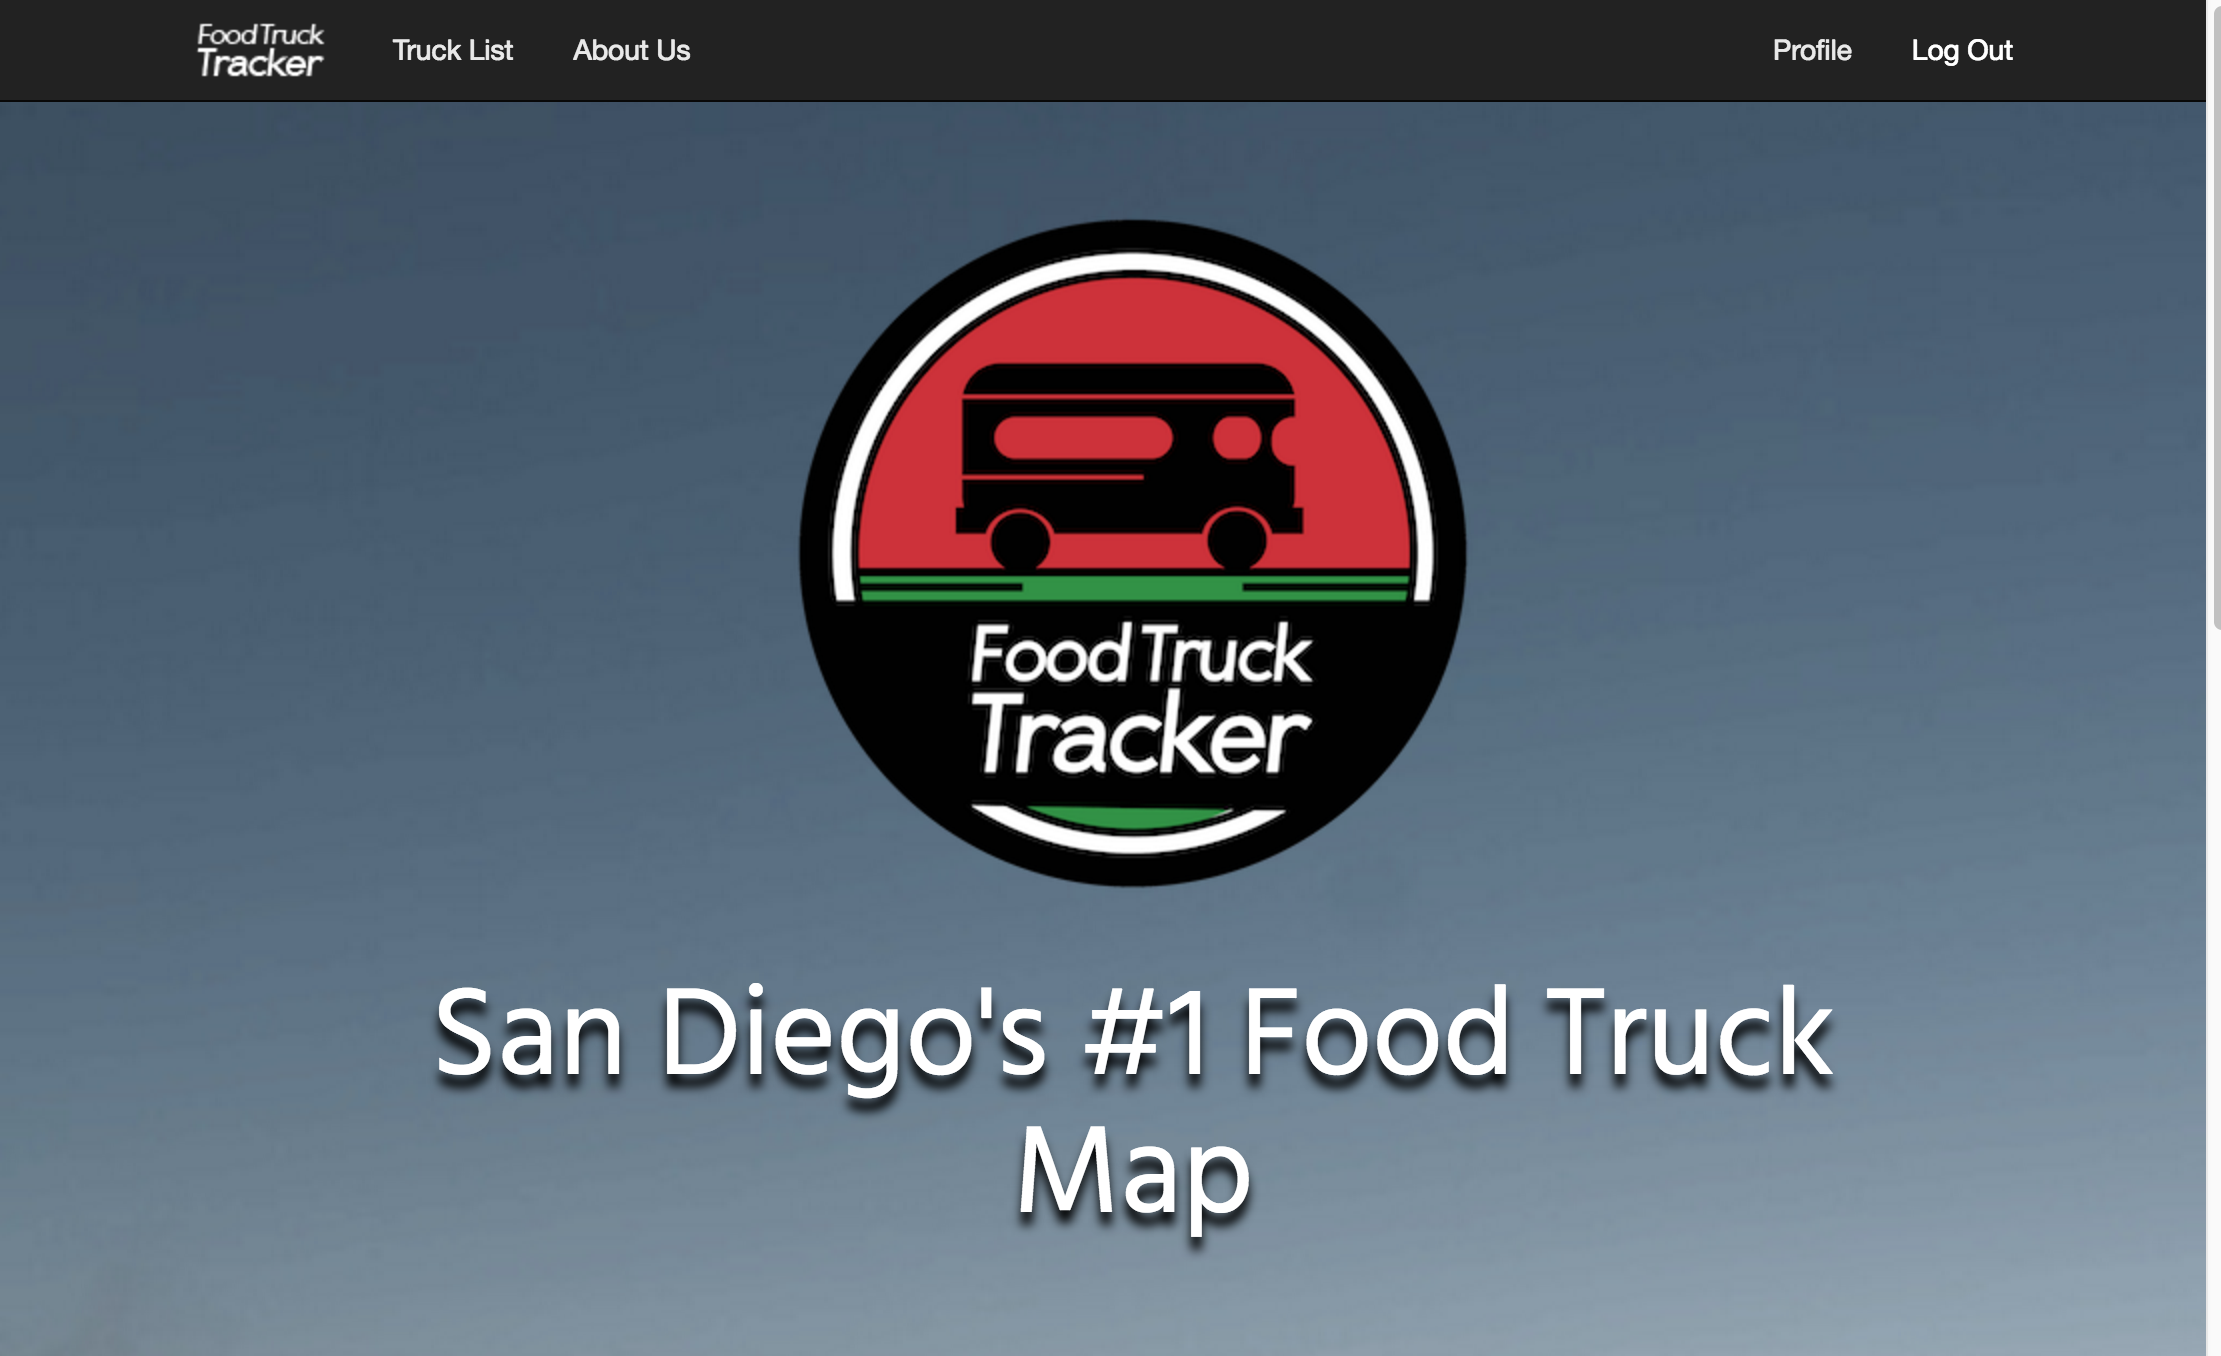 Food Truck
Tracker
Truck List
About Us
Profile
Log Out
Food Truck
Tracker
San Diego's #1 Food Truck
Map